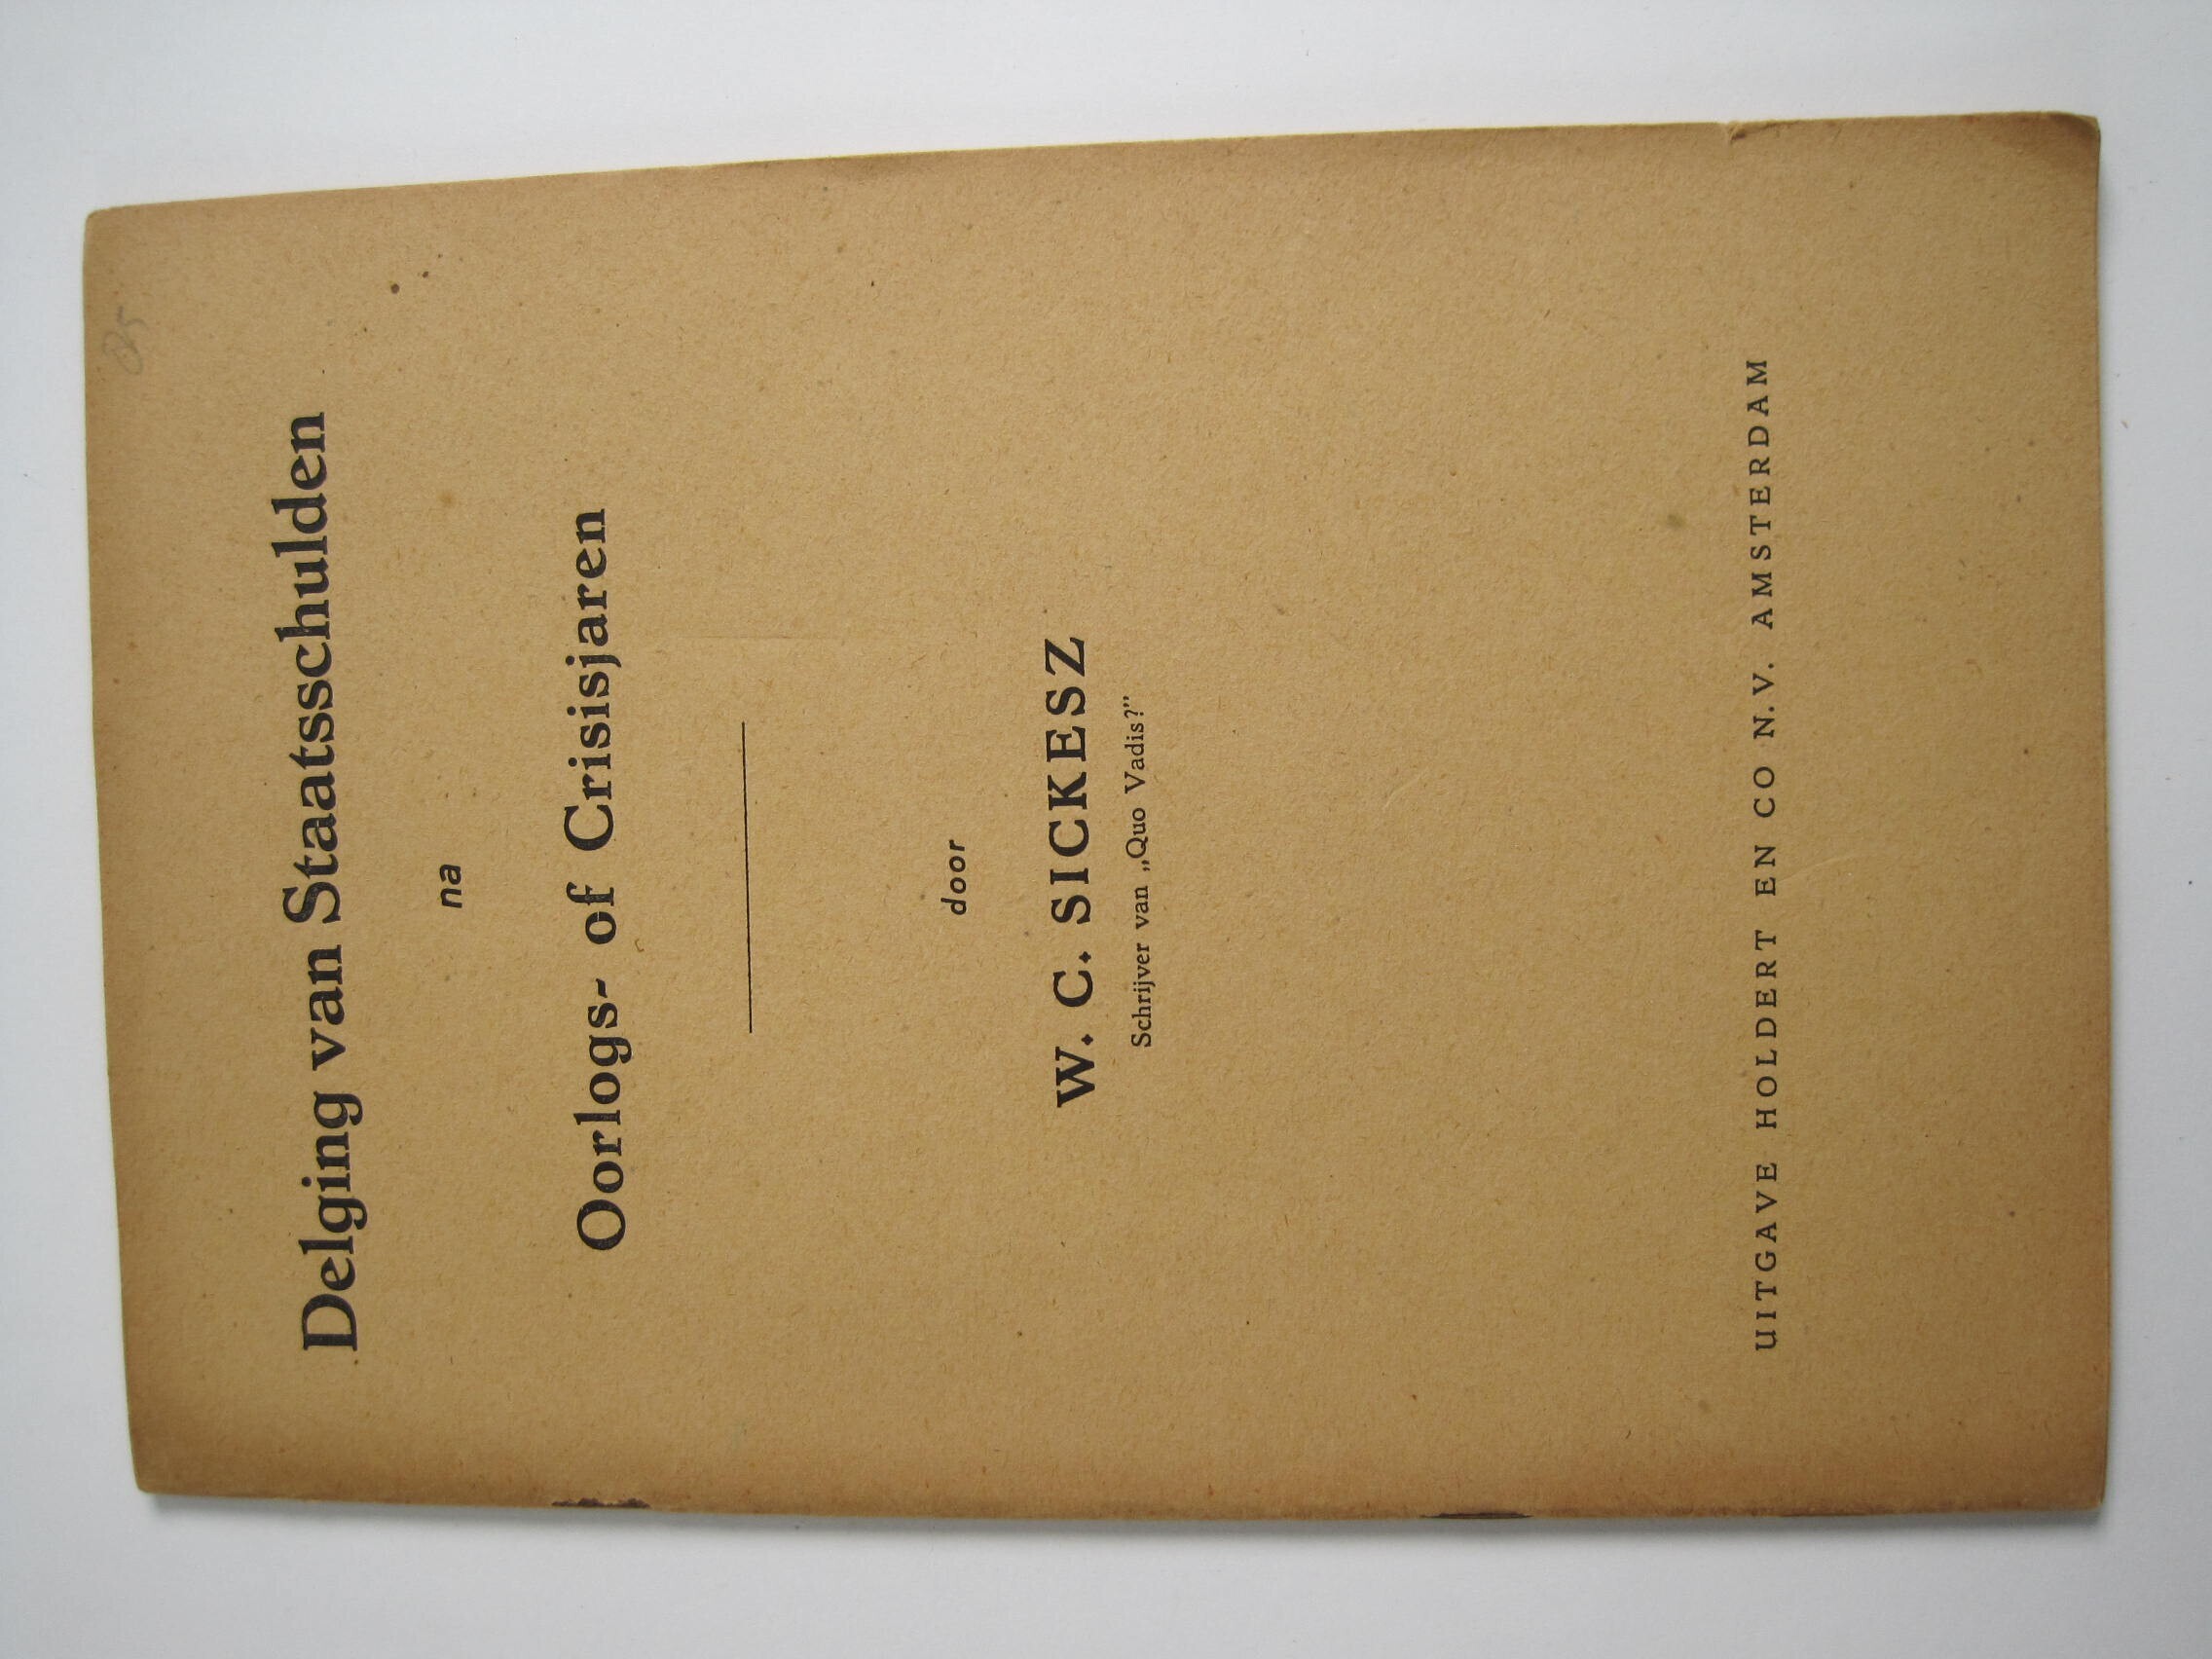 Delging van Staatsschulden
na
Oorlogs- of Crisisjaren
door
W. C. SICKESZ
Schrijver van „Quo Vadis?”
UITGAVE HOLDERT EN CO N.V. AMSTERDAM